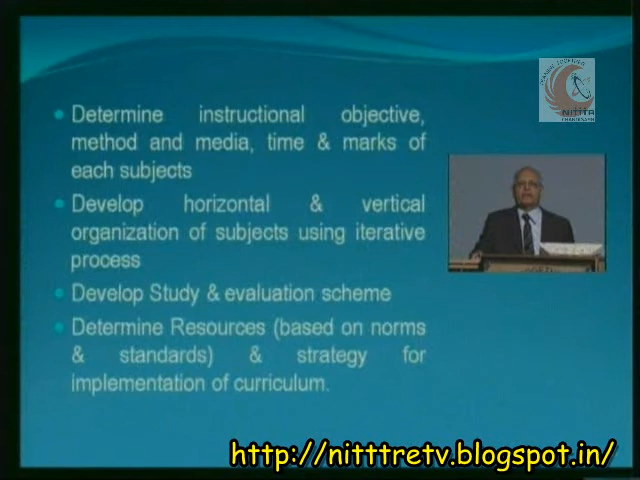 Determine instructional objective,
method and media, time & marks of
each subjects
Develop horizontal & vertical
organization of subjects using iterative
process
Develop Study & evaluation scheme
Determine Resources (based on norms
& standards) & strategy for
implementation of curriculum.
NITTTR
CHANDIGARH
http://nitttretv.blogspot.in/